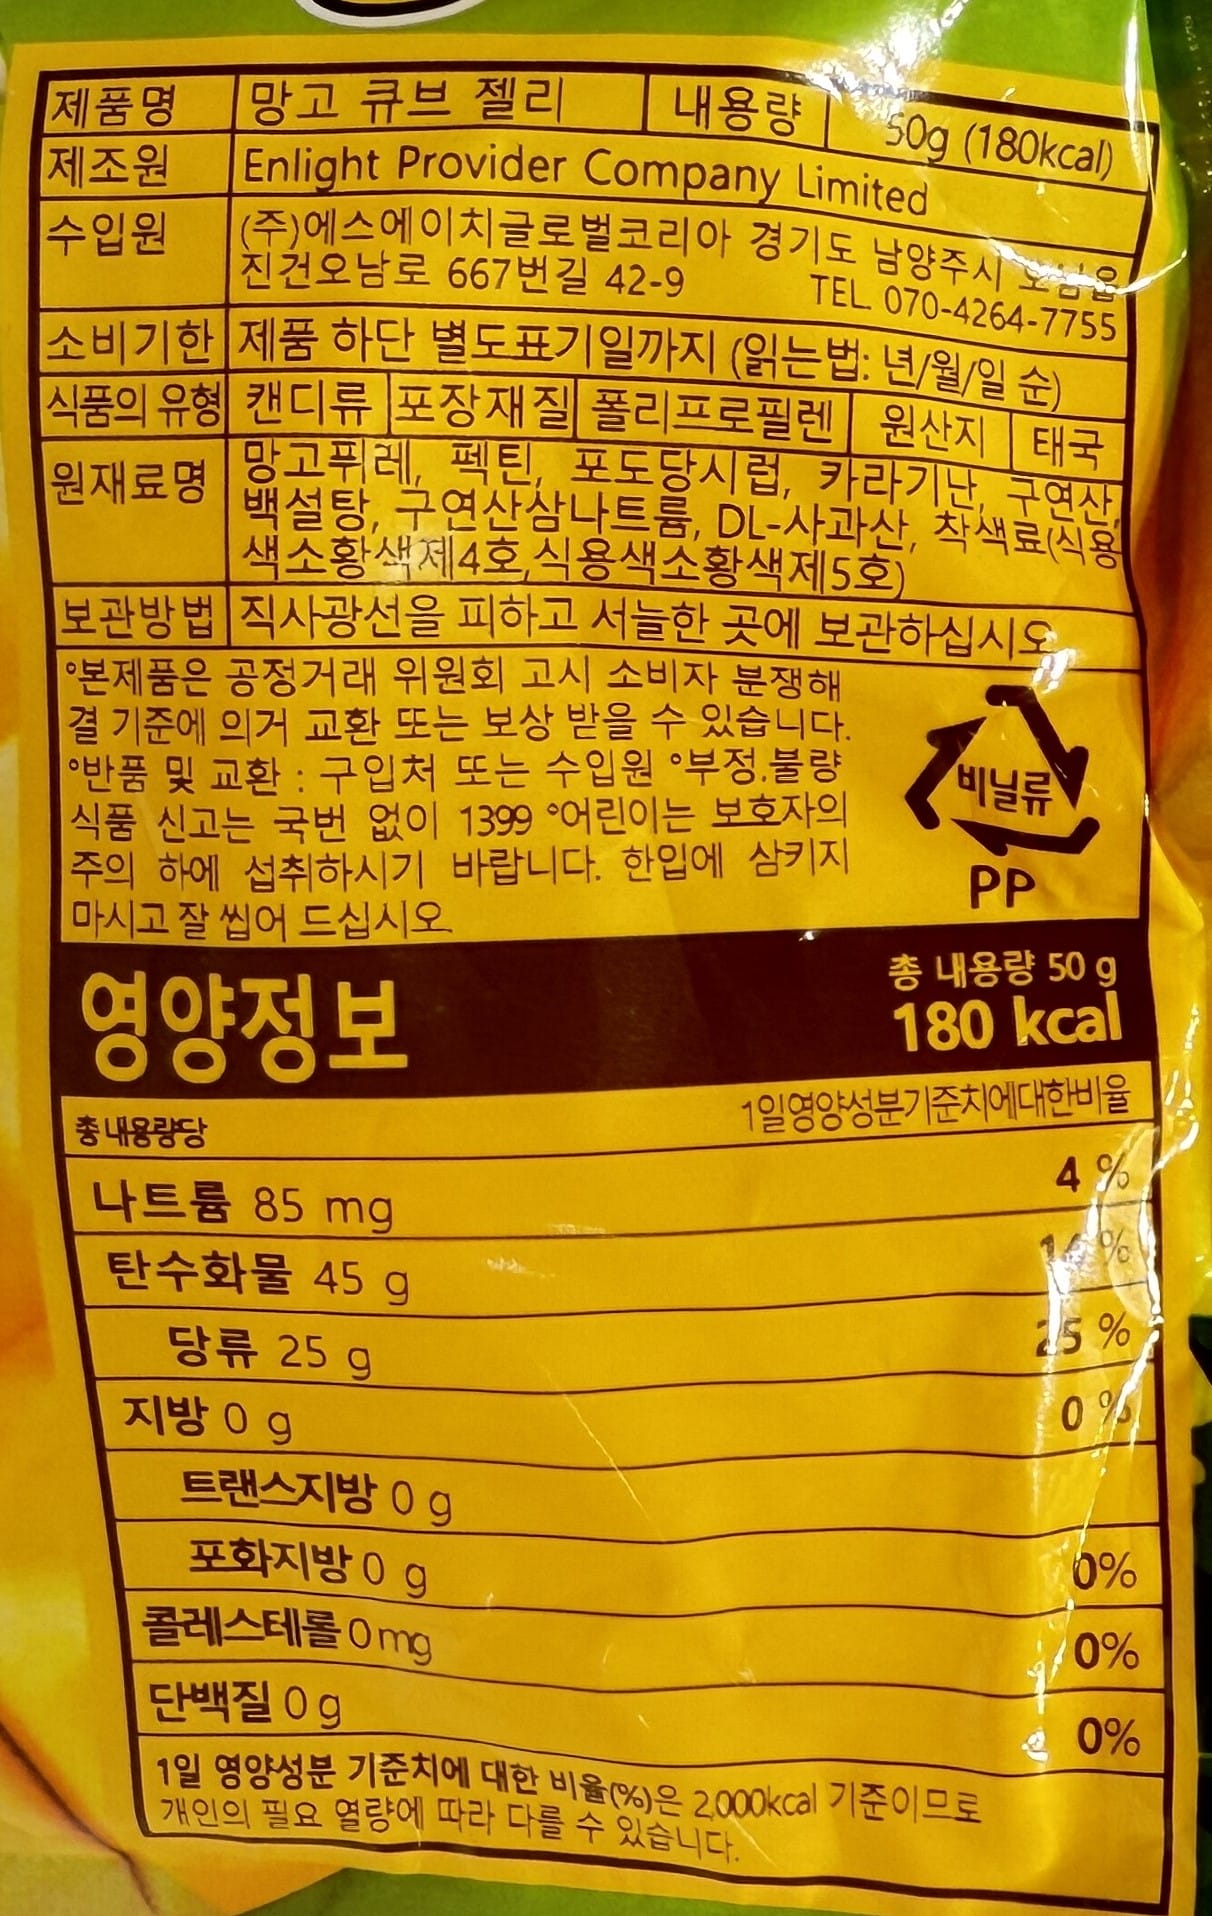 제품명 망고 큐브 젤리 내용량 50g (180kcal)
제조원 Enlight Provider Company Limited
수입원 (주)에스에이치글로벌코리아 경기도 남양주시 오남읍
진건오남로 667번길 42-9 TEL 070-4264-7755
소비기한 제품 하단 별도표기일까지 (읽는법: 년/월/일 순)
식품의 유형 캔디류 포장재질 폴리프로필렌 원산지 태국
원재료명 망고퓌레, 펙틴, 포도당시럽, 카라기난, 구연산,
백설탕, 구연산삼나트륨, DL-사과산, 착색료(식용
색소황색제4호,식용색소황색제5호)
보관방법 직사광선을 피하고 서늘한 곳에 보관하십시오
°본제품은 공정거래 위원회 고시 소비자 분쟁해
결 기준에 의거 교환 또는 보상 받을 수 있습니다.
°반품 및 교환 : 구입처 또는 수입원 °부정.불량
식품 신고는 국번 없이 1399 °어린이는 보호자의
주의 하에 섭취하시기 바랍니다. 한입에 삼키지
마시고 잘 씹어 드십시오
비닐류
PP
영양정보
총 내용량 50 g
180 kcal
총내용량당 1일영양성분기준치에대한비율
나트륨 85 mg 4 %
탄수화물 45 g %
당류 25 g 25 %
지방 0 g 0 %
트랜스지방 0 g
포화지방 0 g 0%
콜레스테롤 0 mg 0%
단백질 0 g 0%
1일 영양성분 기준치에 대한 비율(%)은 2,000kcal 기준이므로
개인의 필요 열량에 따라 다를 수 있습니다.